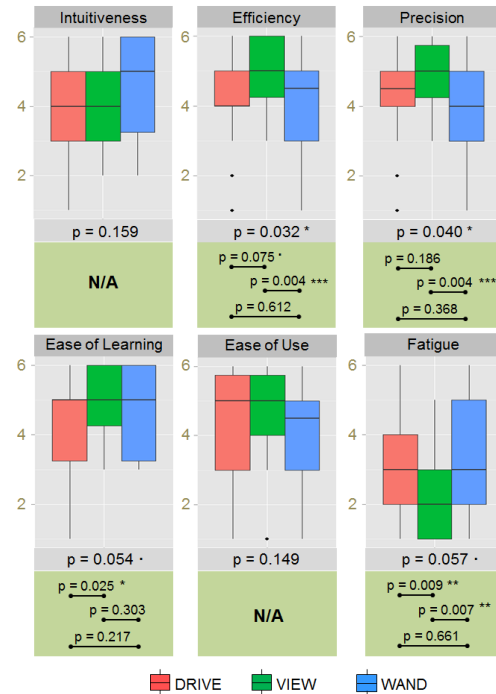 Intuitiveness Efficiency Precision
6
4
2
6
4
2
6
4
2
p = 0.159 p = 0.032 * p = 0.040 *
N/A
p = 0.075 ·
p = 0.004 ***
p = 0.612
p = 0.186
p = 0.004 ***
p = 0.368
Ease of Learning Ease of Use Fatigue
6
4
2
6
4
2
6
4
2
p = 0.054 · p = 0.149 p = 0.057 ·
p = 0.025 *
p = 0.303
p = 0.217
N/A
p = 0.009 **
p = 0.007 **
p = 0.661
DRIVE VIEW WAND